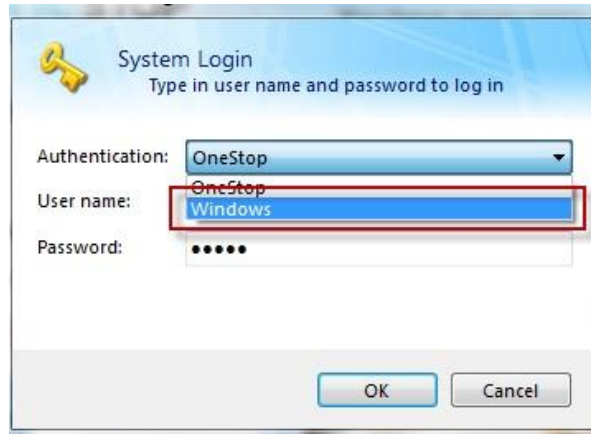 System Login
Type in user name and password to log in
Authentication: OneStop
OneStop
User name: Windows
Password: •••••
OK Cancel